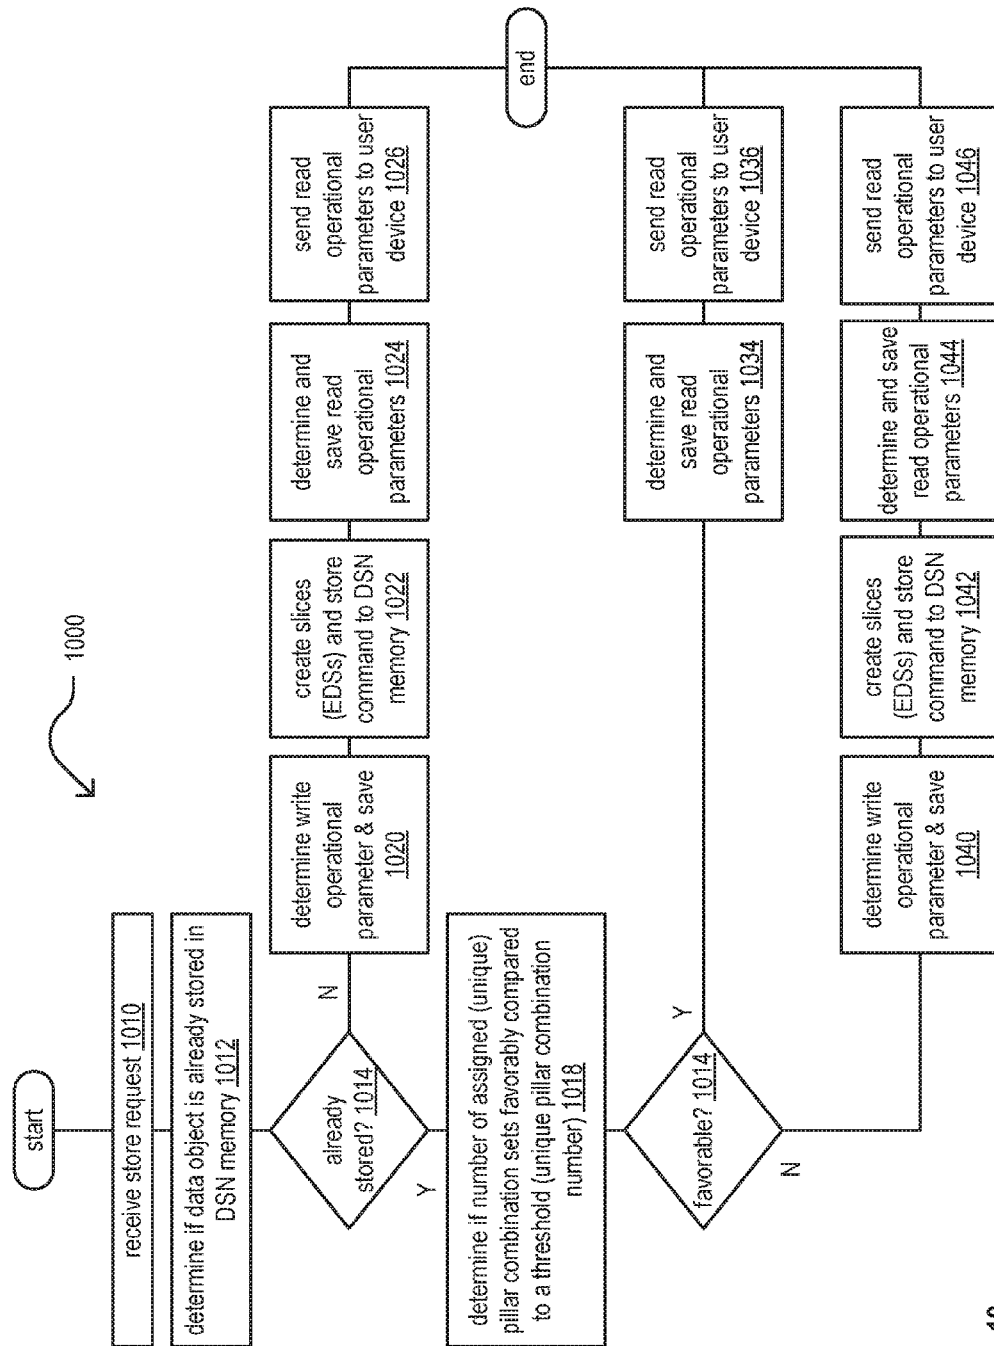 1000
start
receive store request 1010
determine if data object is already stored in
DSN memory 1012
already
stored? 1014
N
Y
determine write
operational
parameter & save
1020
create slices
(EDSs) and store
command to DSN
memory 1022
determine and
save read
operational
parameters 1024
send read
operational
parameters to user
device 1026
determine if number of assigned (unique)
pillar combination sets favorably compared
to a threshold (unique pillar combination
number) 1018
favorable? 1014
Y
N
determine and
save read
operational
parameters 1034
send read
operational
parameters to user
device 1036
determine write
operational
parameter & save
1040
create slices
(EDSs) and store
command to DSN
memory 1042
determine and save
read operational
parameters 1044
send read
operational
parameters to user
device 1046
end